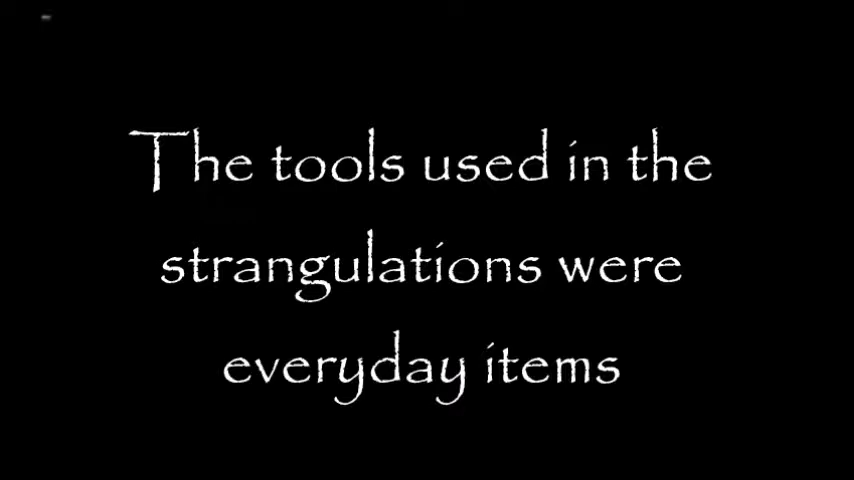 The tools used in the
strangulations were
everyday items